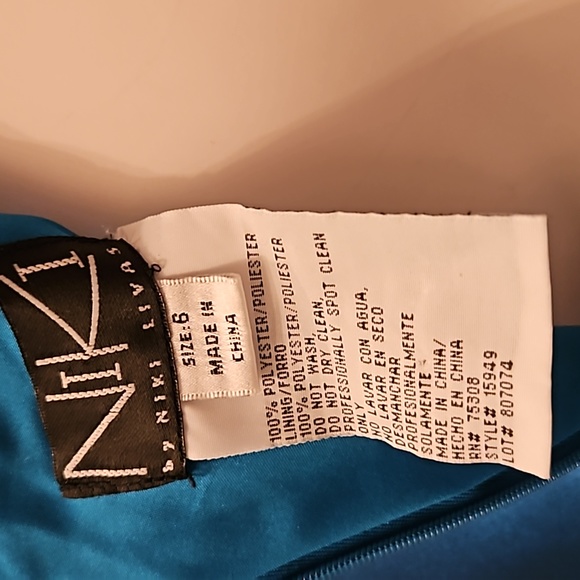 NIKI
by NIKI LIVAS
SIZE:6
MADE IN
CHINA
100% POLYESTER/POLIESTER
LINING/FORRO
100% POLYESTER/POLIESTER
DO NOT WASH,
DO NOT DRY CLEAN,
PROFESSIONALLY SPOT CLEAN
ONLY
NO LAVAR CON AGUA,
NO LAVAR EN SECO
DESMANCHAR
PROFESIONALMENTE
SOLAMENTE
MADE IN CHINA/
HECHO EN CHINA
RN# 75308
STYLE# 15949
LOT# 807074